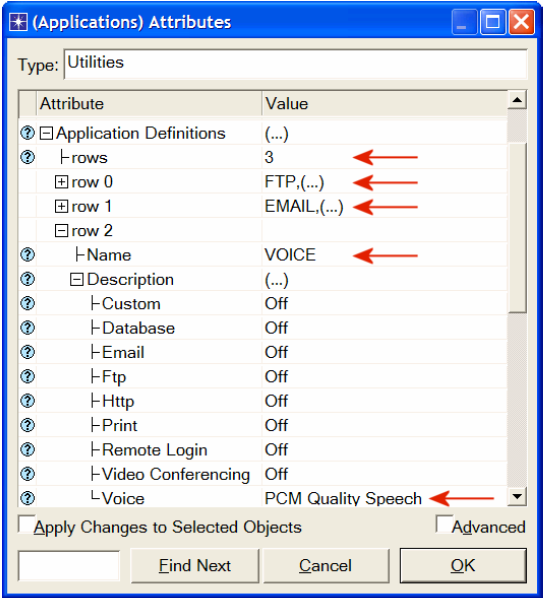 (Applications) Attributes
Type: Utilities
Attribute Value
Application Definitions (...)
rows 3
row 0 FTP,(...)
row 1 EMAIL,(...)
row 2
Name VOICE
Description (...)
Custom Off
Database Off
Email Off
Ftp Off
Http Off
Print Off
Remote Login Off
Video Conferencing Off
Voice PCM Quality Speech
Apply Changes to Selected Objects Advanced
Find Next Cancel OK